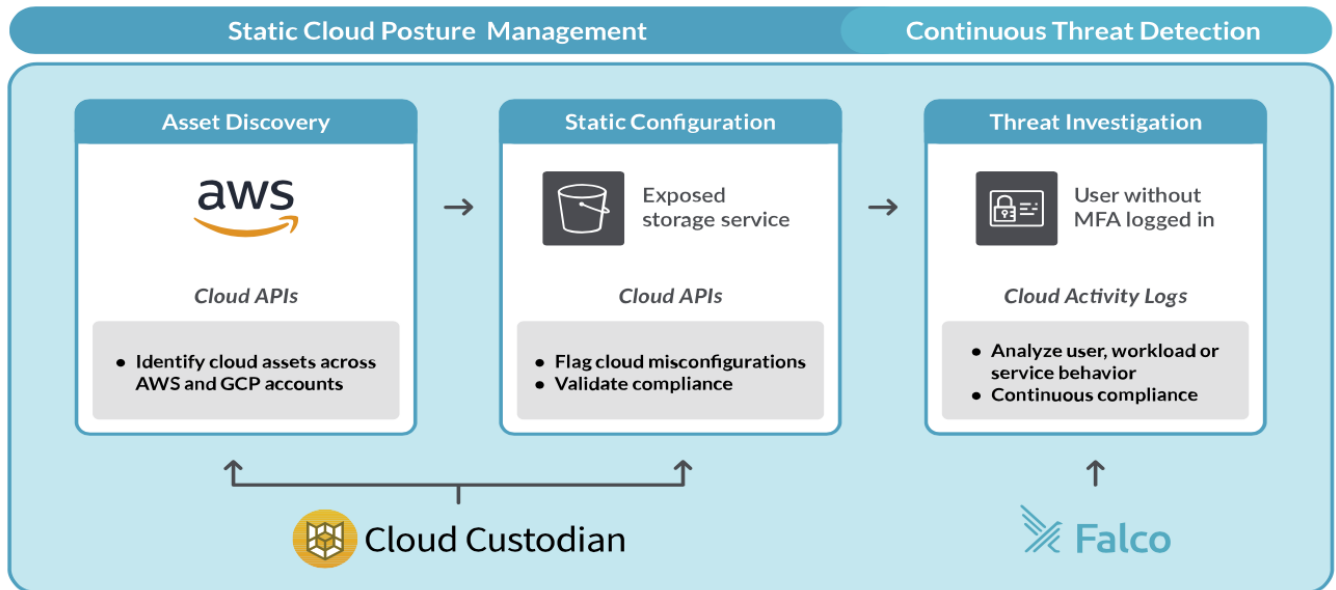 Static Cloud Posture Management
Continuous Threat Detection
Asset Discovery
aws
Cloud APIs
• Identify cloud assets across
AWS and GCP accounts
Static Configuration
Exposed
storage service
Cloud APIs
• Flag cloud misconfigurations
• Validate compliance
Threat Investigation
User without
MFA logged in
Cloud Activity Logs
• Analyze user, workload or
service behavior
• Continuous compliance
Cloud Custodian
Falco